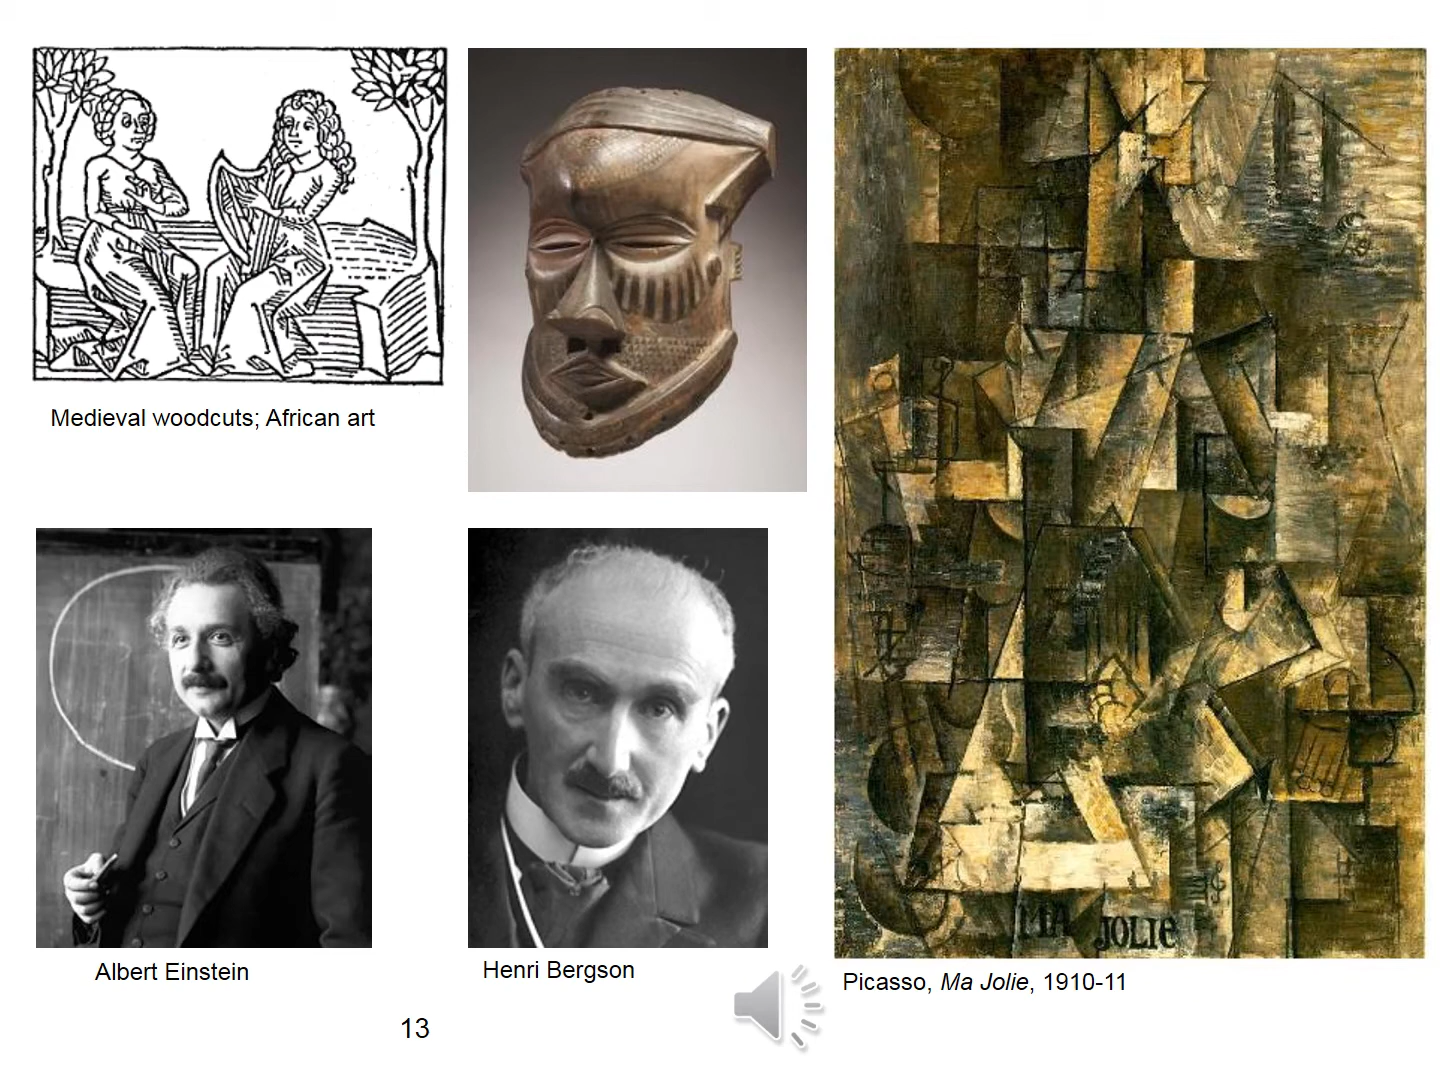 Medieval woodcuts; African art
MA JOLIE
Albert Einstein
Henri Bergson
Picasso, Ma Jolie, 1910-11
13